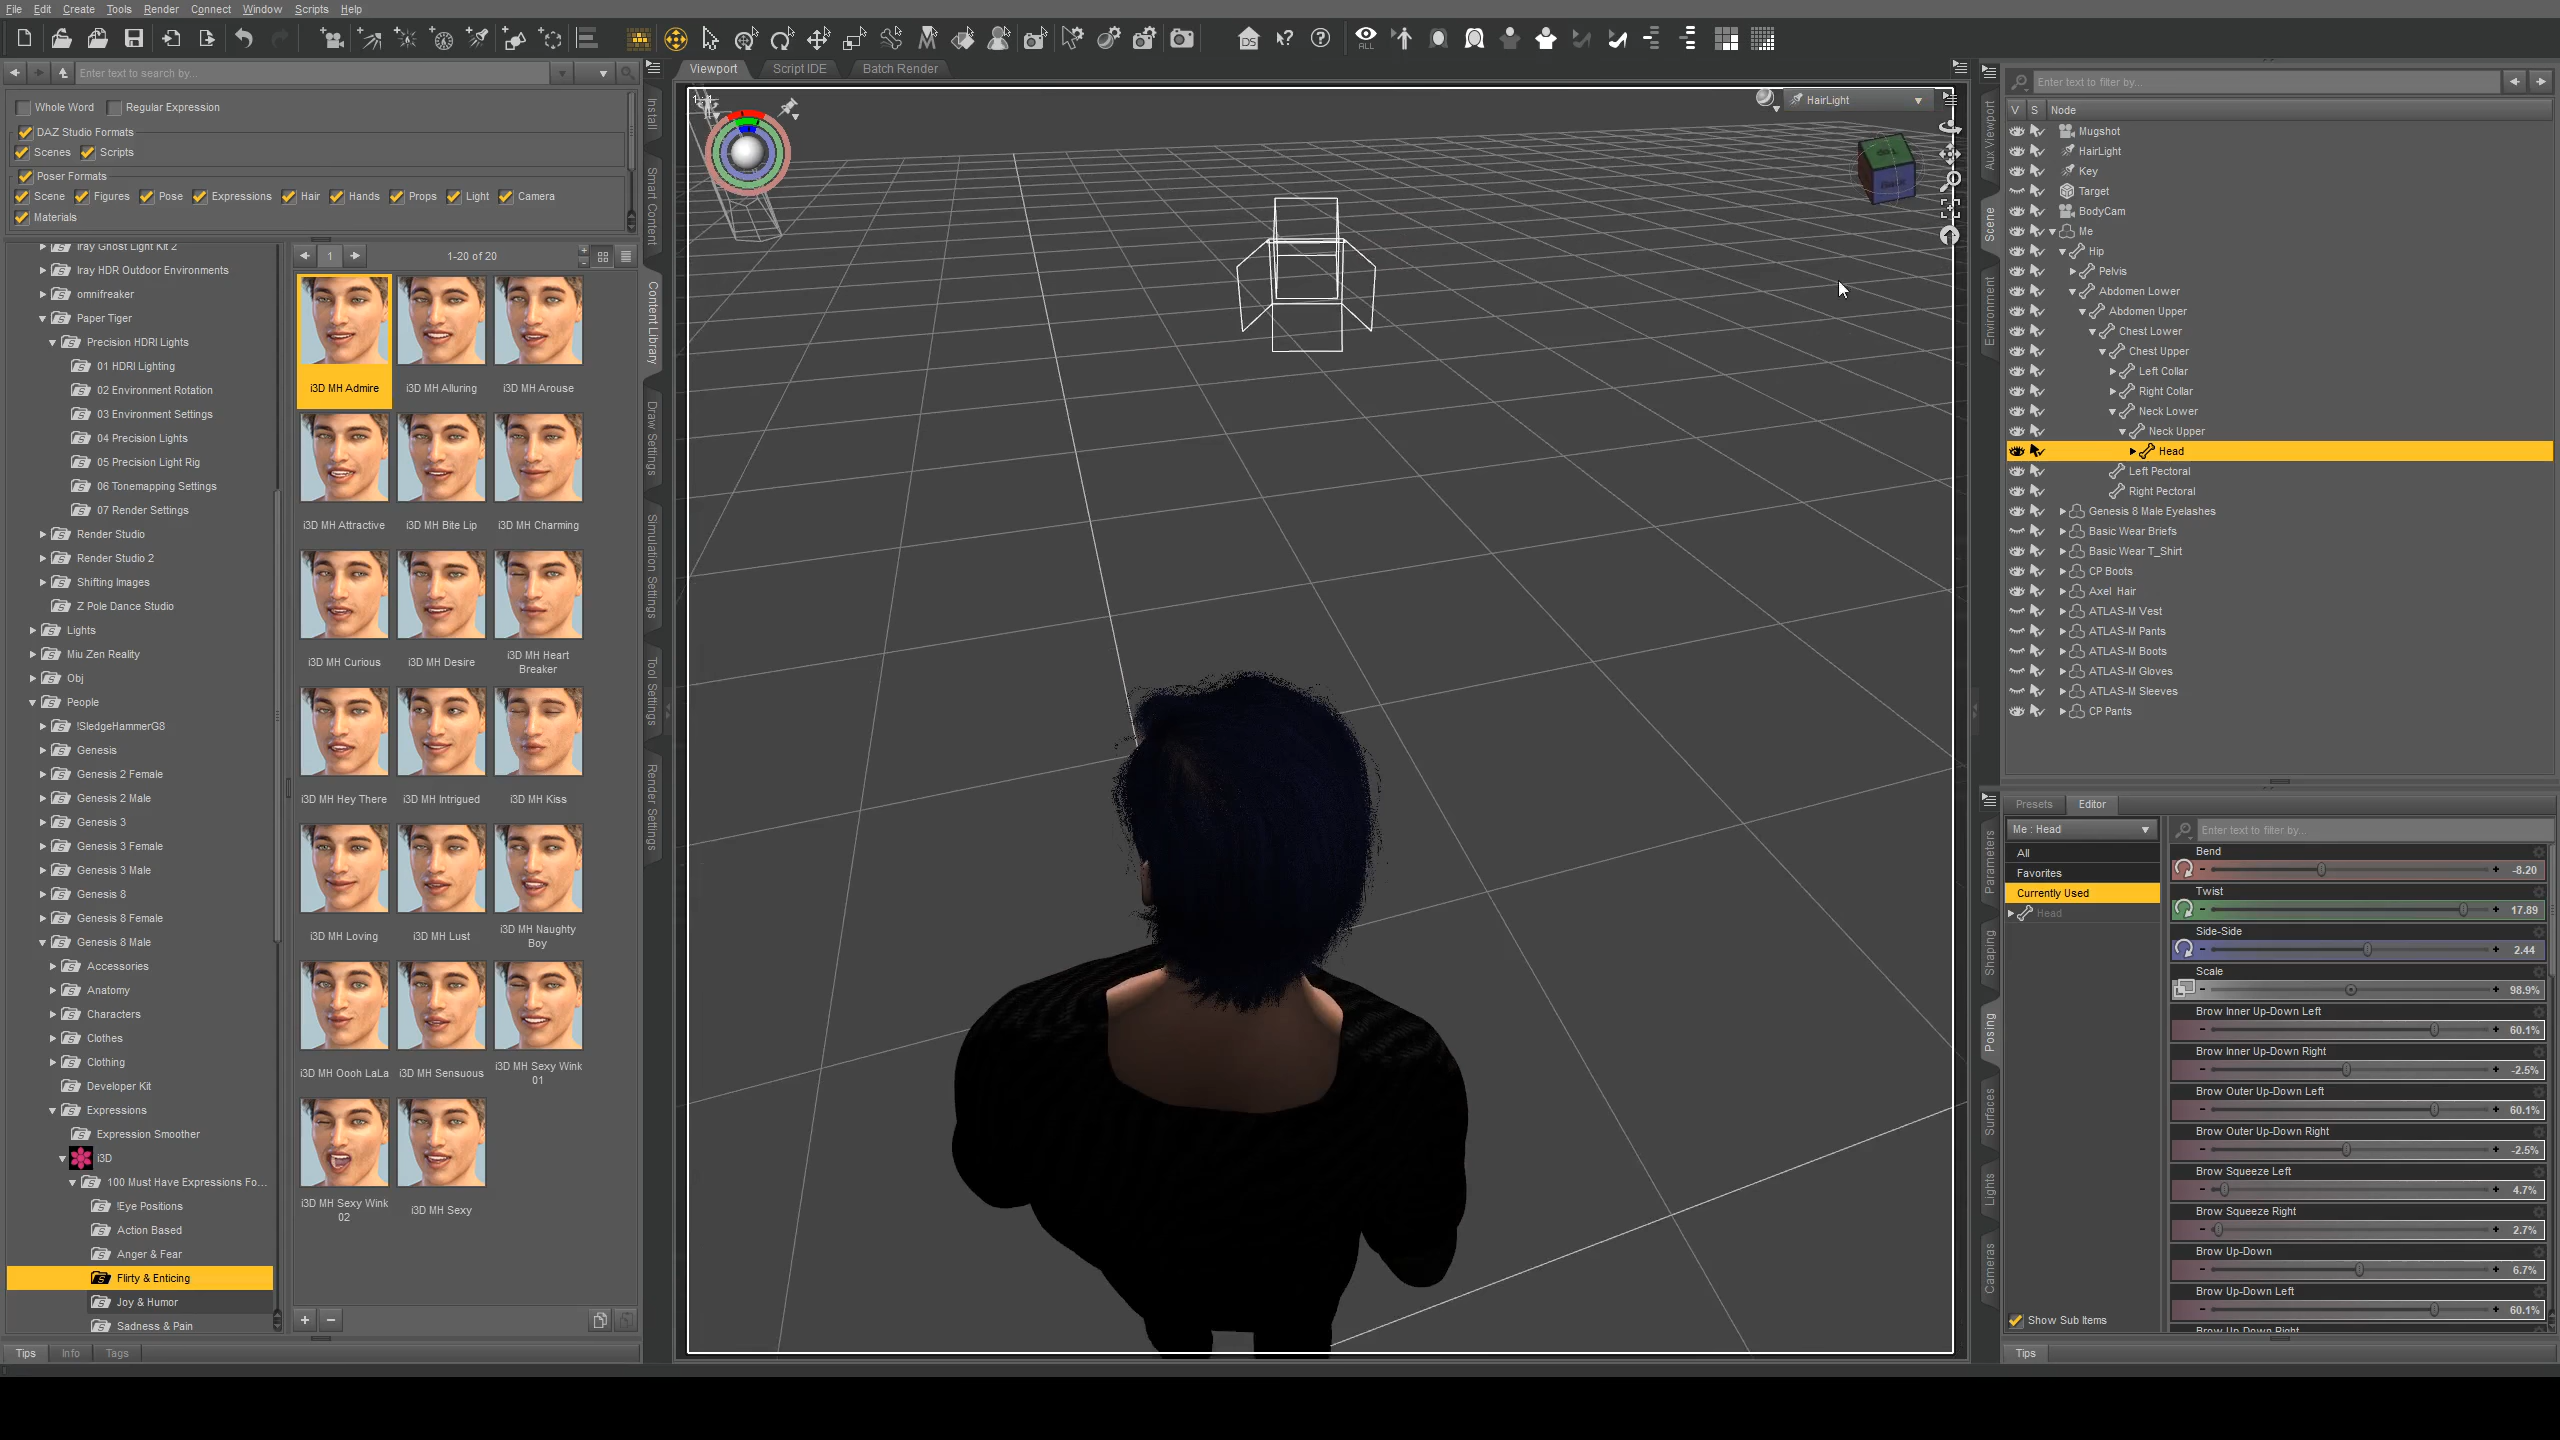 File Edit Create Tools Render Connect Window Scripts Help
ALL
DS
Enter text to search by...
Whole Word Regular Expression
DAZ Studio Formats
Scenes Scripts
Poser Formats
Scene Figures Pose Expressions Hair Hands Props Light Camera
Materials
Iray Ghost Light Kit 2
Iray HDR Outdoor Environments
omnifreaker
Paper Tiger
Precision HDRI Lights
01 HDRI Lighting
02 Environment Rotation
03 Environment Settings
04 Precision Lights
05 Precision Light Rig
06 Tonemapping Settings
07 Render Settings
Render Studio
Render Studio 2
Shifting Images
Z Pole Dance Studio
Lights
Miu Zen Reality
Obj
People
!SledgeHammerG8
Genesis
Genesis 2 Female
Genesis 2 Male
Genesis 3
Genesis 3 Female
Genesis 3 Male
Genesis 8
Genesis 8 Female
Genesis 8 Male
Accessories
Anatomy
Characters
Clothes
Clothing
Developer Kit
Expressions
Expression Smoother
i3D
100 Must Have Expressions Fo...
!Eye Positions
Action Based
Anger & Fear
Flirty & Enticing
Joy & Humor
Sadness & Pain
Tips Info Tags
1
1-20 of 20
i3D MH Admire i3D MH Alluring i3D MH Arouse
i3D MH Attractive i3D MH Bite Lip i3D MH Charming
i3D MH Curious i3D MH Desire i3D MH Heart Breaker
i3D MH Hey There i3D MH Intrigued i3D MH Kiss
i3D MH Loving i3D MH Lust i3D MH Naughty Boy
i3D MH Oooh LaLa i3D MH Sensuous i3D MH Sexy Wink 01
i3D MH Sexy Wink 02 i3D MH Sexy
Install
Smart Content
Content Library
Draw Settings
Simulation Settings
Tool Settings
Render Settings
Viewport Script IDE Batch Render
HairLight
Aux Viewport
Scene
Environment
Enter text to filter by...
V S Node
Mugshot
HairLight
Key
Target
BodyCam
Me
Hip
Pelvis
Abdomen Lower
Abdomen Upper
Chest Lower
Chest Upper
Left Collar
Right Collar
Neck Lower
Neck Upper
Head
Left Pectoral
Right Pectoral
Genesis 8 Male Eyelashes
Basic Wear Briefs
Basic Wear T_Shirt
CP Boots
Axel Hair
ATLAS-M Vest
ATLAS-M Pants
ATLAS-M Boots
ATLAS-M Gloves
ATLAS-M Sleeves
CP Pants
Parameters
Shaping
Posing
Surfaces
Lights
Cameras
Presets Editor
Me : Head
All
Favorites
Currently Used
Head
Show Sub Items
Tips
Enter text to filter by...
Bend
-8.20
Twist
17.89
Side-Side
2.44
Scale
98.9%
Brow Inner Up-Down Left
60.1%
Brow Inner Up-Down Right
-2.5%
Brow Outer Up-Down Left
60.1%
Brow Outer Up-Down Right
-2.5%
Brow Squeeze Left
4.7%
Brow Squeeze Right
2.7%
Brow Up-Down
6.7%
Brow Up-Down Left
60.1%
Brow Up-Down Right